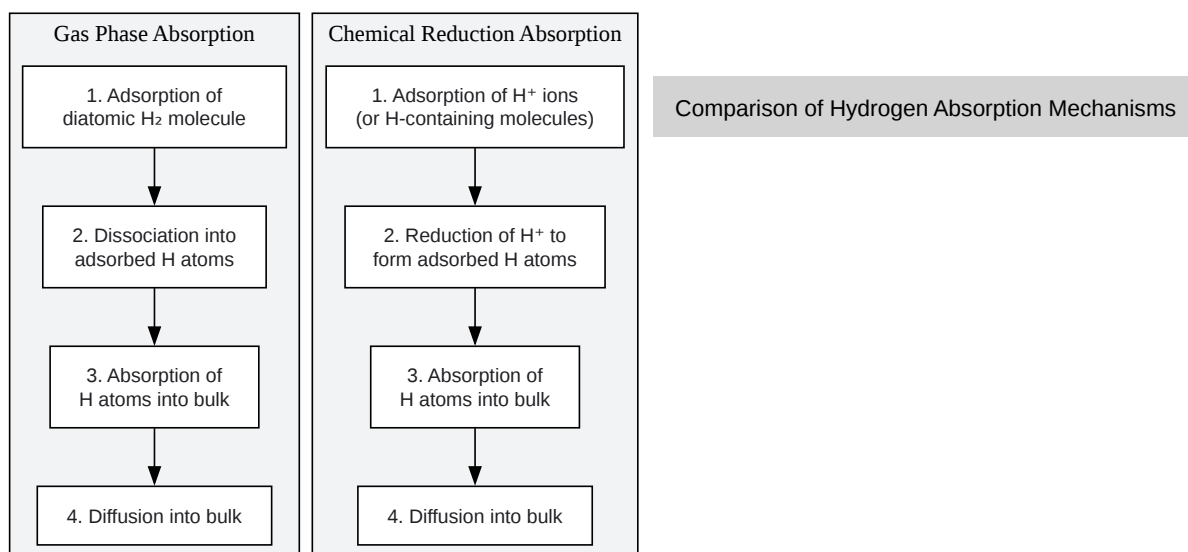 Gas Phase Absorption
1. Adsorption of
diatomic H₂ molecule
2. Dissociation into
adsorbed H atoms
3. Absorption of
H atoms into bulk
4. Diffusion into bulk
Chemical Reduction Absorption
1. Adsorption of H⁺ ions
(or H-containing molecules)
2. Reduction of H⁺ to
form adsorbed H atoms
3. Absorption of
H atoms into bulk
4. Diffusion into bulk
Comparison of Hydrogen Absorption Mechanisms